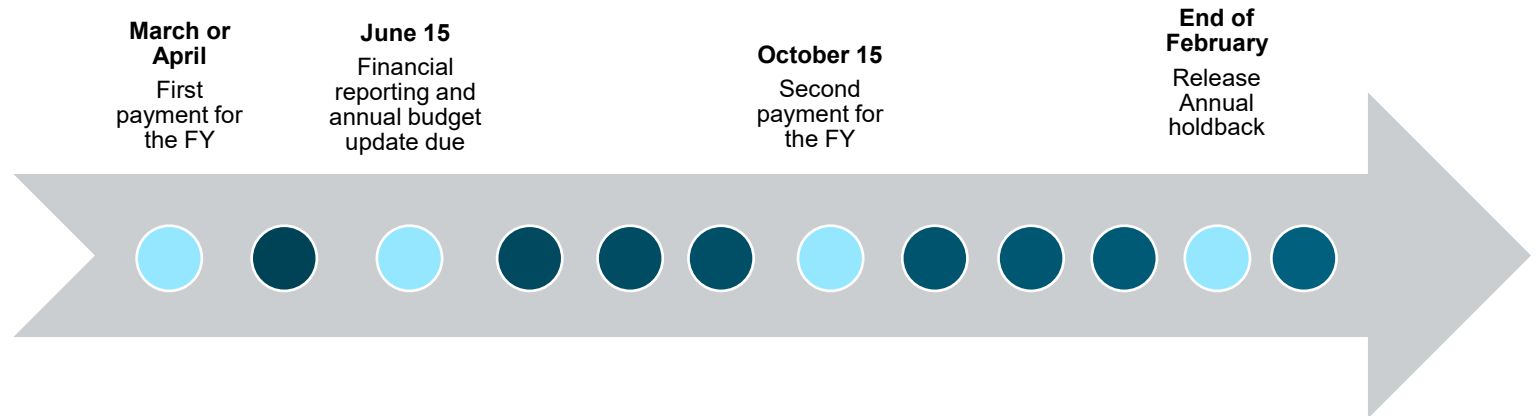 March or
April
First
payment for
the FY
June 15
Financial
reporting and
annual budget
update due
October 15
Second
payment for
the FY
End of
February
Release
Annual
holdback